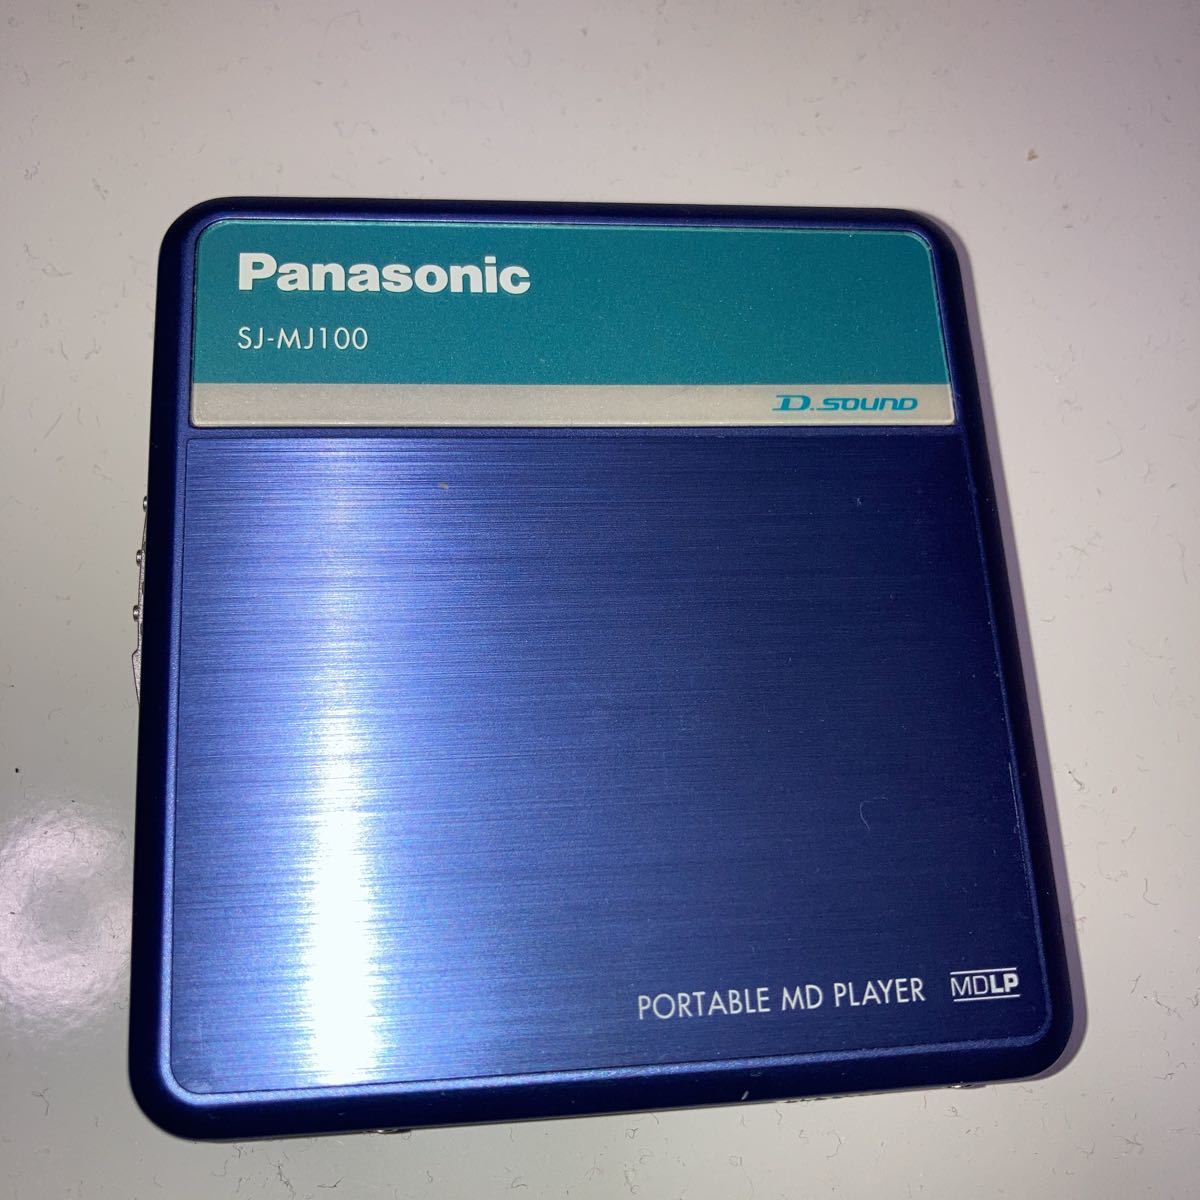 Panasonic
SJ-MJ100
D.SOUND
PORTABLE MD PLAYER MDLP